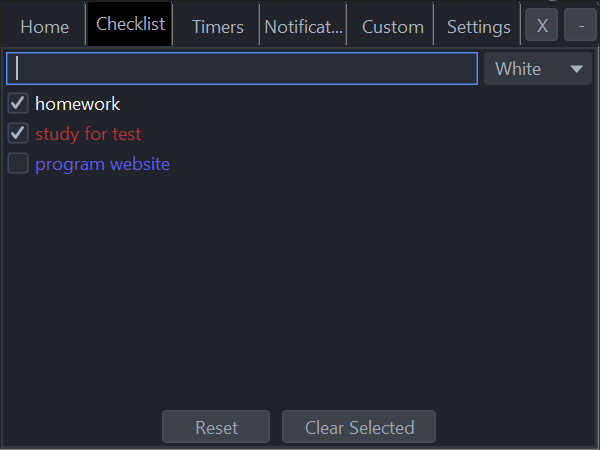 Home Checklist Timers Notificat... Custom Settings X -
White
homework
study for test
program website
Reset Clear Selected